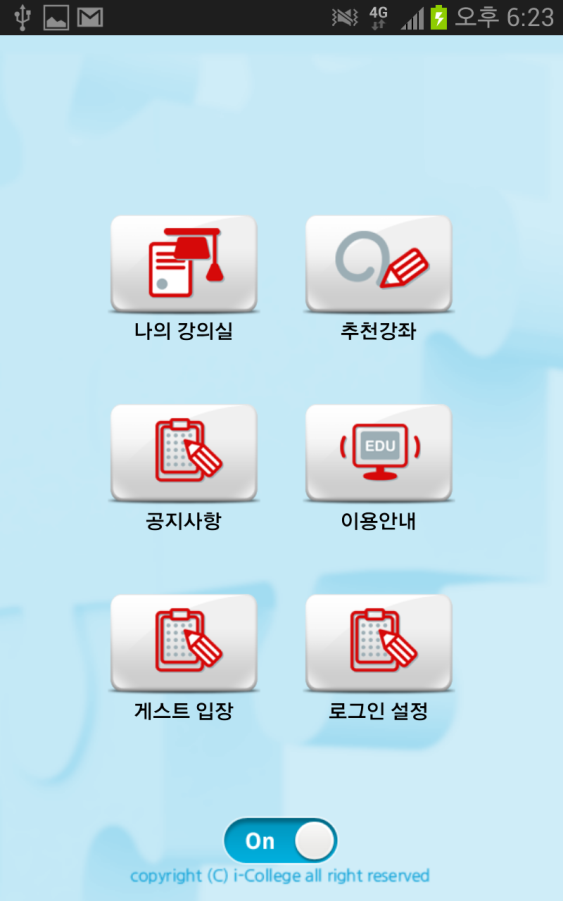 4G 오후 6:23
나의 강의실 추천강좌
EDU
공지사항 이용안내
게스트 입장 로그인 설정
On
copyright (C) i-College all right reserved